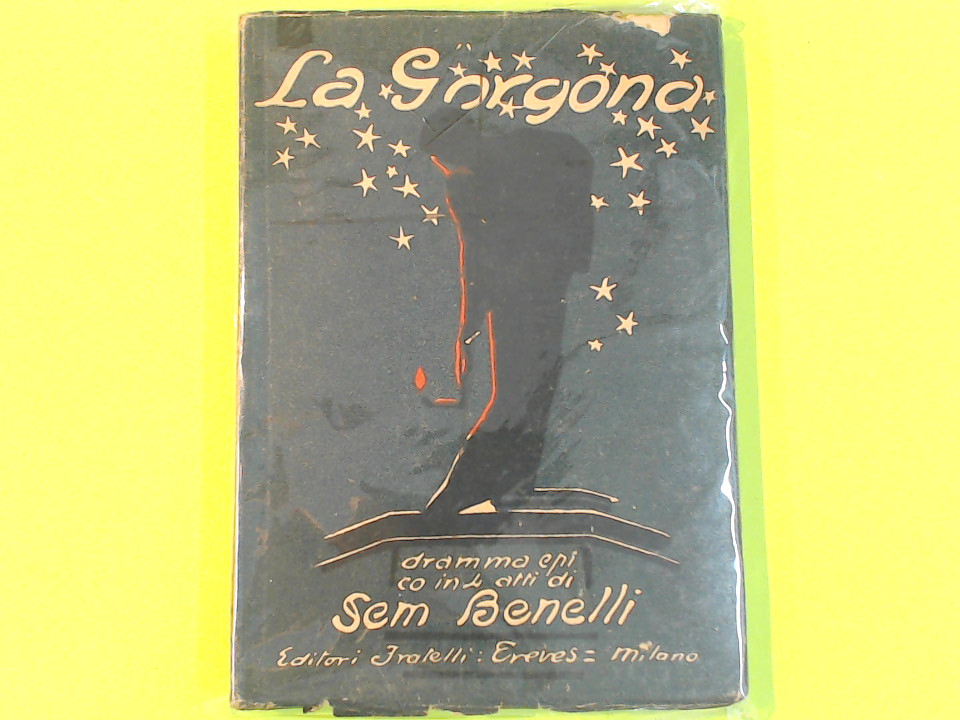 La Gorgona
dramma epi
co in 4 atti di
Sem Benelli
Editori Fratelli: Treves = Milano